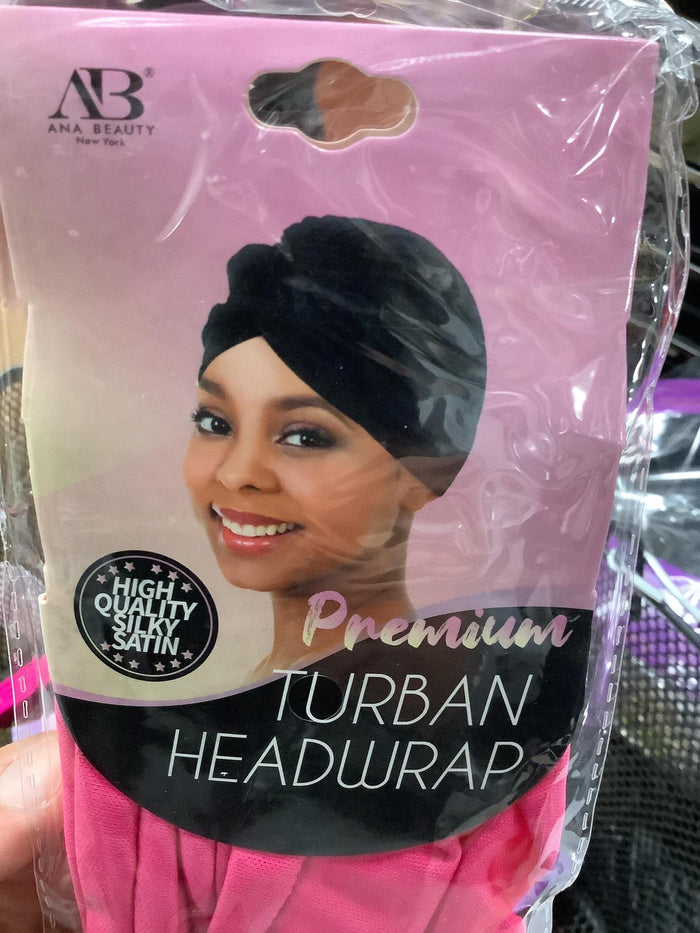 AB®
ANA BEAUTY
New York
HIGH
QUALITY
SILKY
SATIN
Premium
TURBAN
HEADWRAP